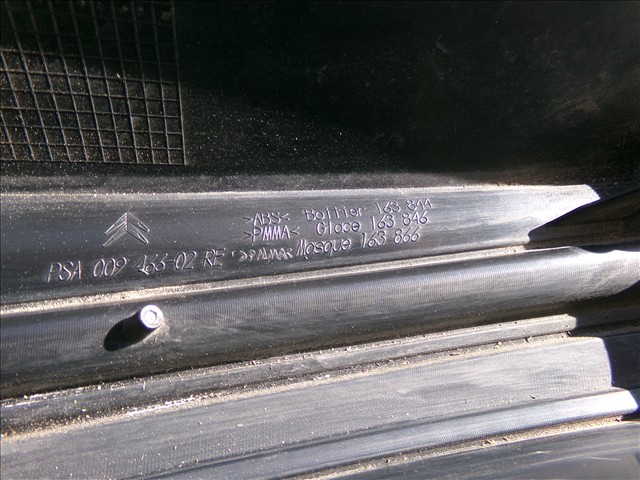 >ABS< Boitier 163 844
>PMMA< Glace 163 846
Masque 163 866
PSA 009 466-02 RE